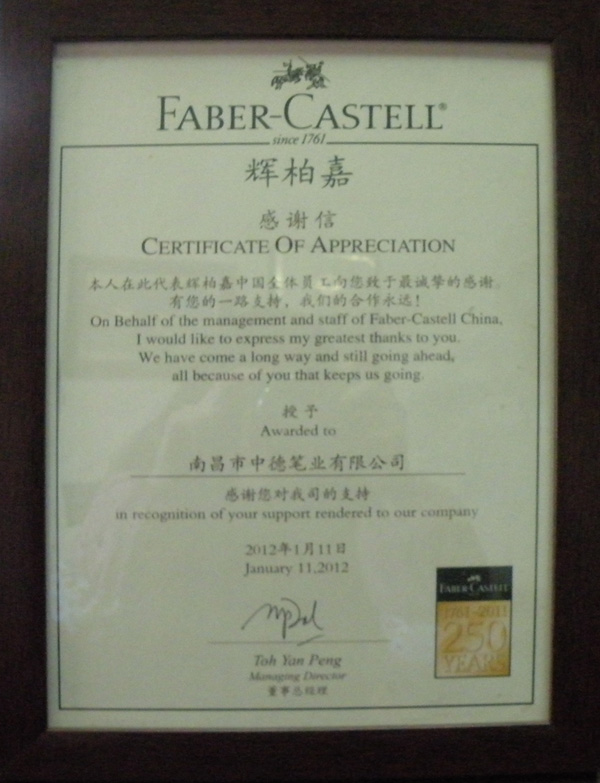 FABER-CASTELL®
since 1761
辉柏嘉
感谢信
CERTIFICATE OF APPRECIATION
本人在此代表辉柏嘉中国全体员工向您致于最诚挚的感谢。
有您的一路支持，我们的合作永远！
On Behalf of the management and staff of Faber-Castell China,
I would like to express my greatest thanks to you.
We have come a long way and still going ahead,
all because of you that keeps us going.
授予
Awarded to
南昌市中德笔业有限公司
感谢您对我司的支持
in recognition of your support rendered to our company
2012年1月11日
January 11,2012
Toh Yan Peng
Managing Director
董事总经理
FABER-CASTELL
1761-2011
250
YEARS